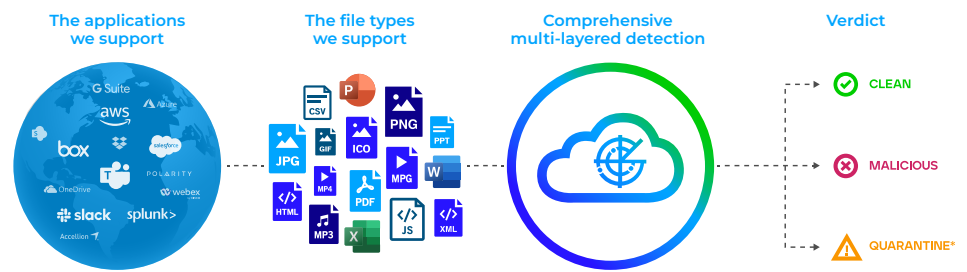 The applications
we support
The file types
we support
Comprehensive
multi-layered detection
Verdict
G Suite
aws
Azure
S
box
salesforce
T
POLARITY
OneDrive
webex
by CISCO
slack
splunk>
Accellion
CSV
P
PNG
JPG
GIF
ICO
PPT
MP4
MPG
W
PDF
HTML
MP3
X
JS
XML
CLEAN
MALICIOUS
QUARANTINE*